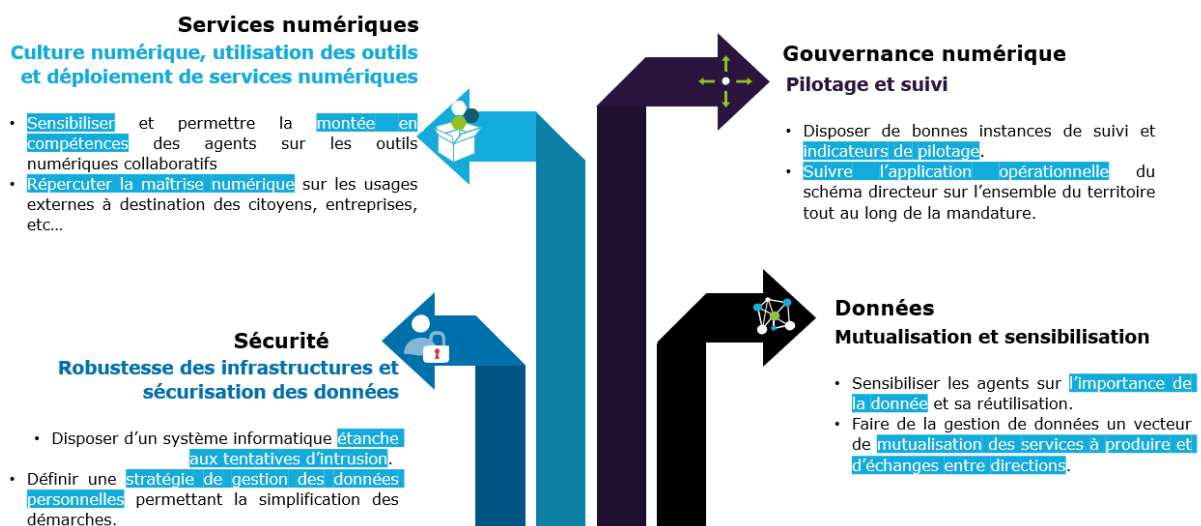 Services numériques
Culture numérique, utilisation des outils
et déploiement de services numériques
• Sensibiliser et permettre la montée en
compétences des agents sur les outils
numériques collaboratifs
• Répercuter la maîtrise numérique sur les usages
externes à destination des citoyens, entreprises,
etc…
Gouvernance numérique
Pilotage et suivi
• Disposer de bonnes instances de suivi et
indicateurs de pilotage.
• Suivre l’application opérationnelle du
schéma directeur sur l’ensemble du territoire
tout au long de la mandature.
Sécurité
Robustesse des infrastructures et
sécurisation des données
• Disposer d’un système informatique étanche
aux tentatives d’intrusion.
• Définir une stratégie de gestion des données
personnelles permettant la simplification des
démarches.
Données
Mutualisation et sensibilisation
• Sensibiliser les agents sur l’importance de
la donnée et sa réutilisation.
• Faire de la gestion de données un vecteur
de mutualisation des services à produire et
d’échanges entre directions.